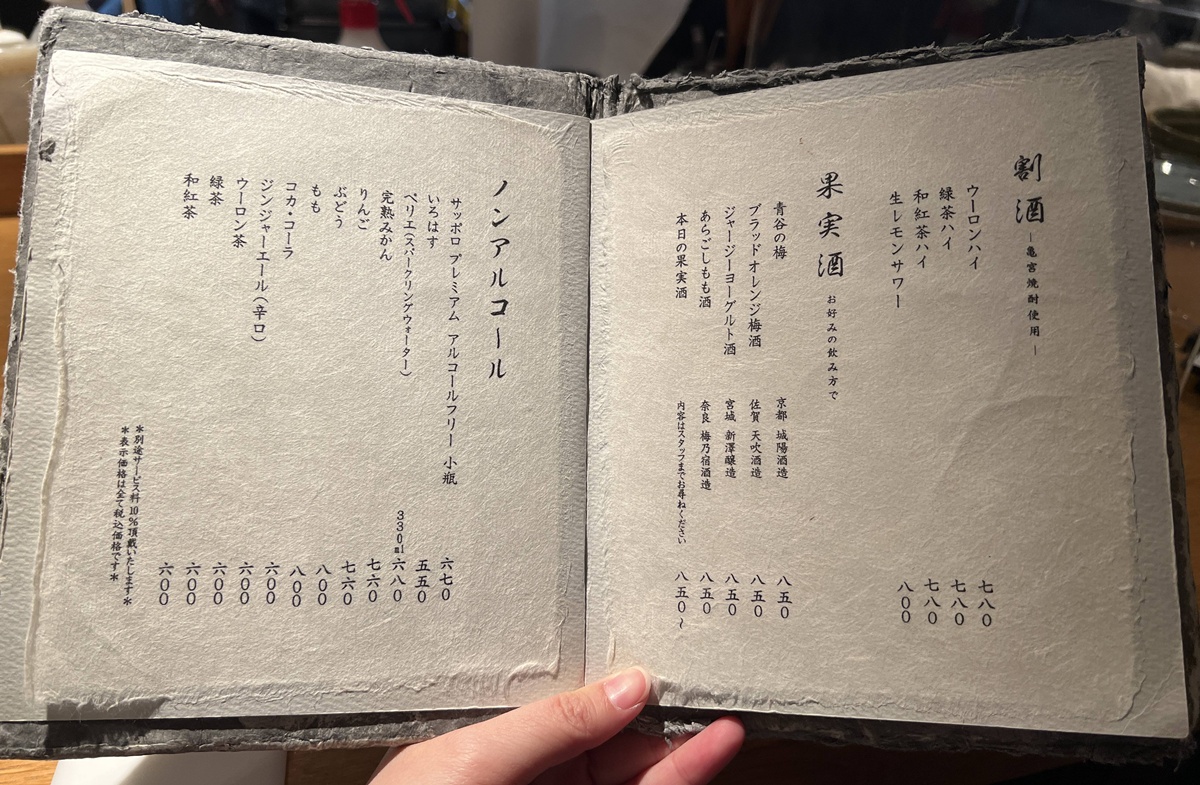 割酒 ―亀宮焼酎使用―
ウーロンハイ 七八〇
緑茶ハイ 七八〇
和紅茶ハイ 七八〇
生レモンサワー 八〇〇
果実酒 お好みの飲み方で
青谷の梅 京都 城陽酒造 八五〇
ブラッドオレンジ梅酒 佐賀 天吹酒造 八五〇
ジャージーヨーグルト酒 宮城 新澤醸造 八五〇
あらごしもも酒 奈良 梅乃宿酒造 八五〇
本日の果実酒 内容はスタッフまでお尋ねください 八五〇~
ノンアルコール
サッポロ プレミアム アルコールフリー 小瓶 六七〇
いろはす 五五〇
ペリエ(スパークリングウォーター) 330ml 六八〇
完熟みかん 七六〇
りんご 七六〇
ぶどう 八〇〇
もも 八〇〇
コカ・コーラ 六〇〇
ジンジャーエール(辛口) 六〇〇
ウーロン茶 六〇〇
緑茶 六〇〇
和紅茶 六〇〇
*別途サービス料10%頂戴いたします*
*表示価格は全て税込価格です*